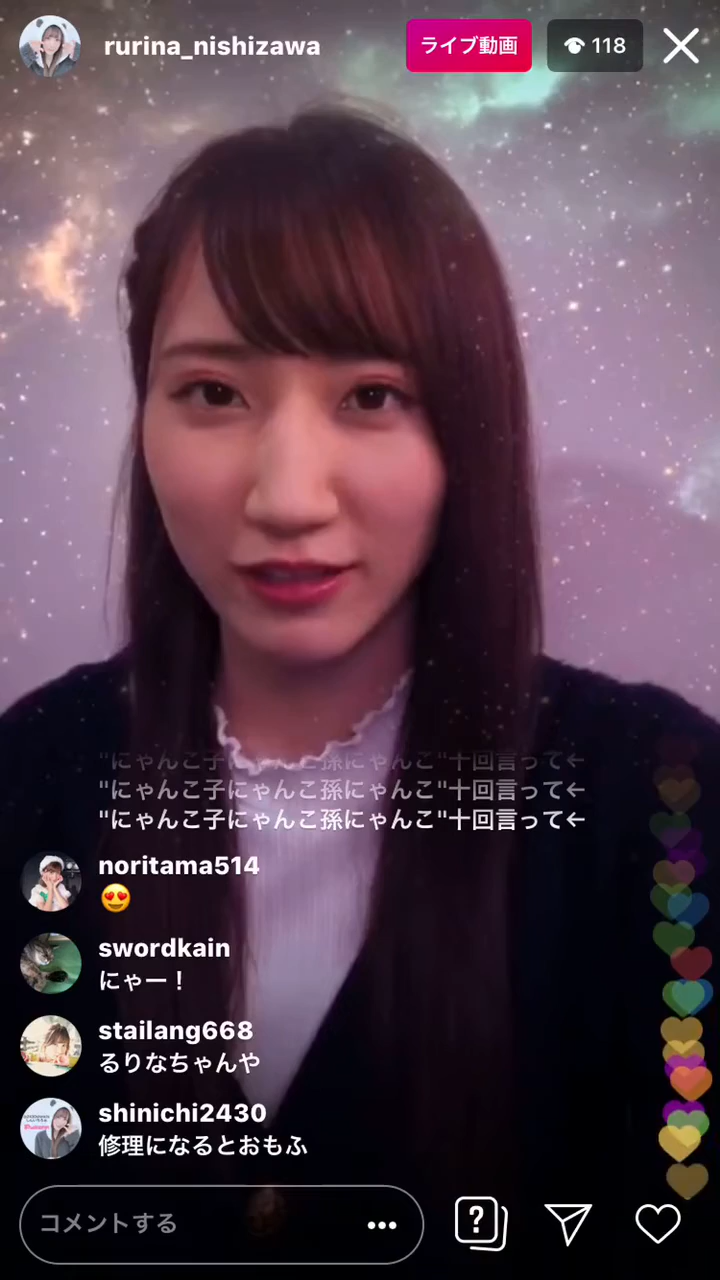 rurina_nishizawa
ライブ動画
118
"にゃんこ子にゃんこ孫にゃんこ"十回言って←
"にゃんこ子にゃんこ孫にゃんこ"十回言って←
"にゃんこ子にゃんこ孫にゃんこ"十回言って←
noritama514
swordkain
にゃー！
stailang668
るりなちゃんや
shinichi2430
修理になるとおもふ
コメントする